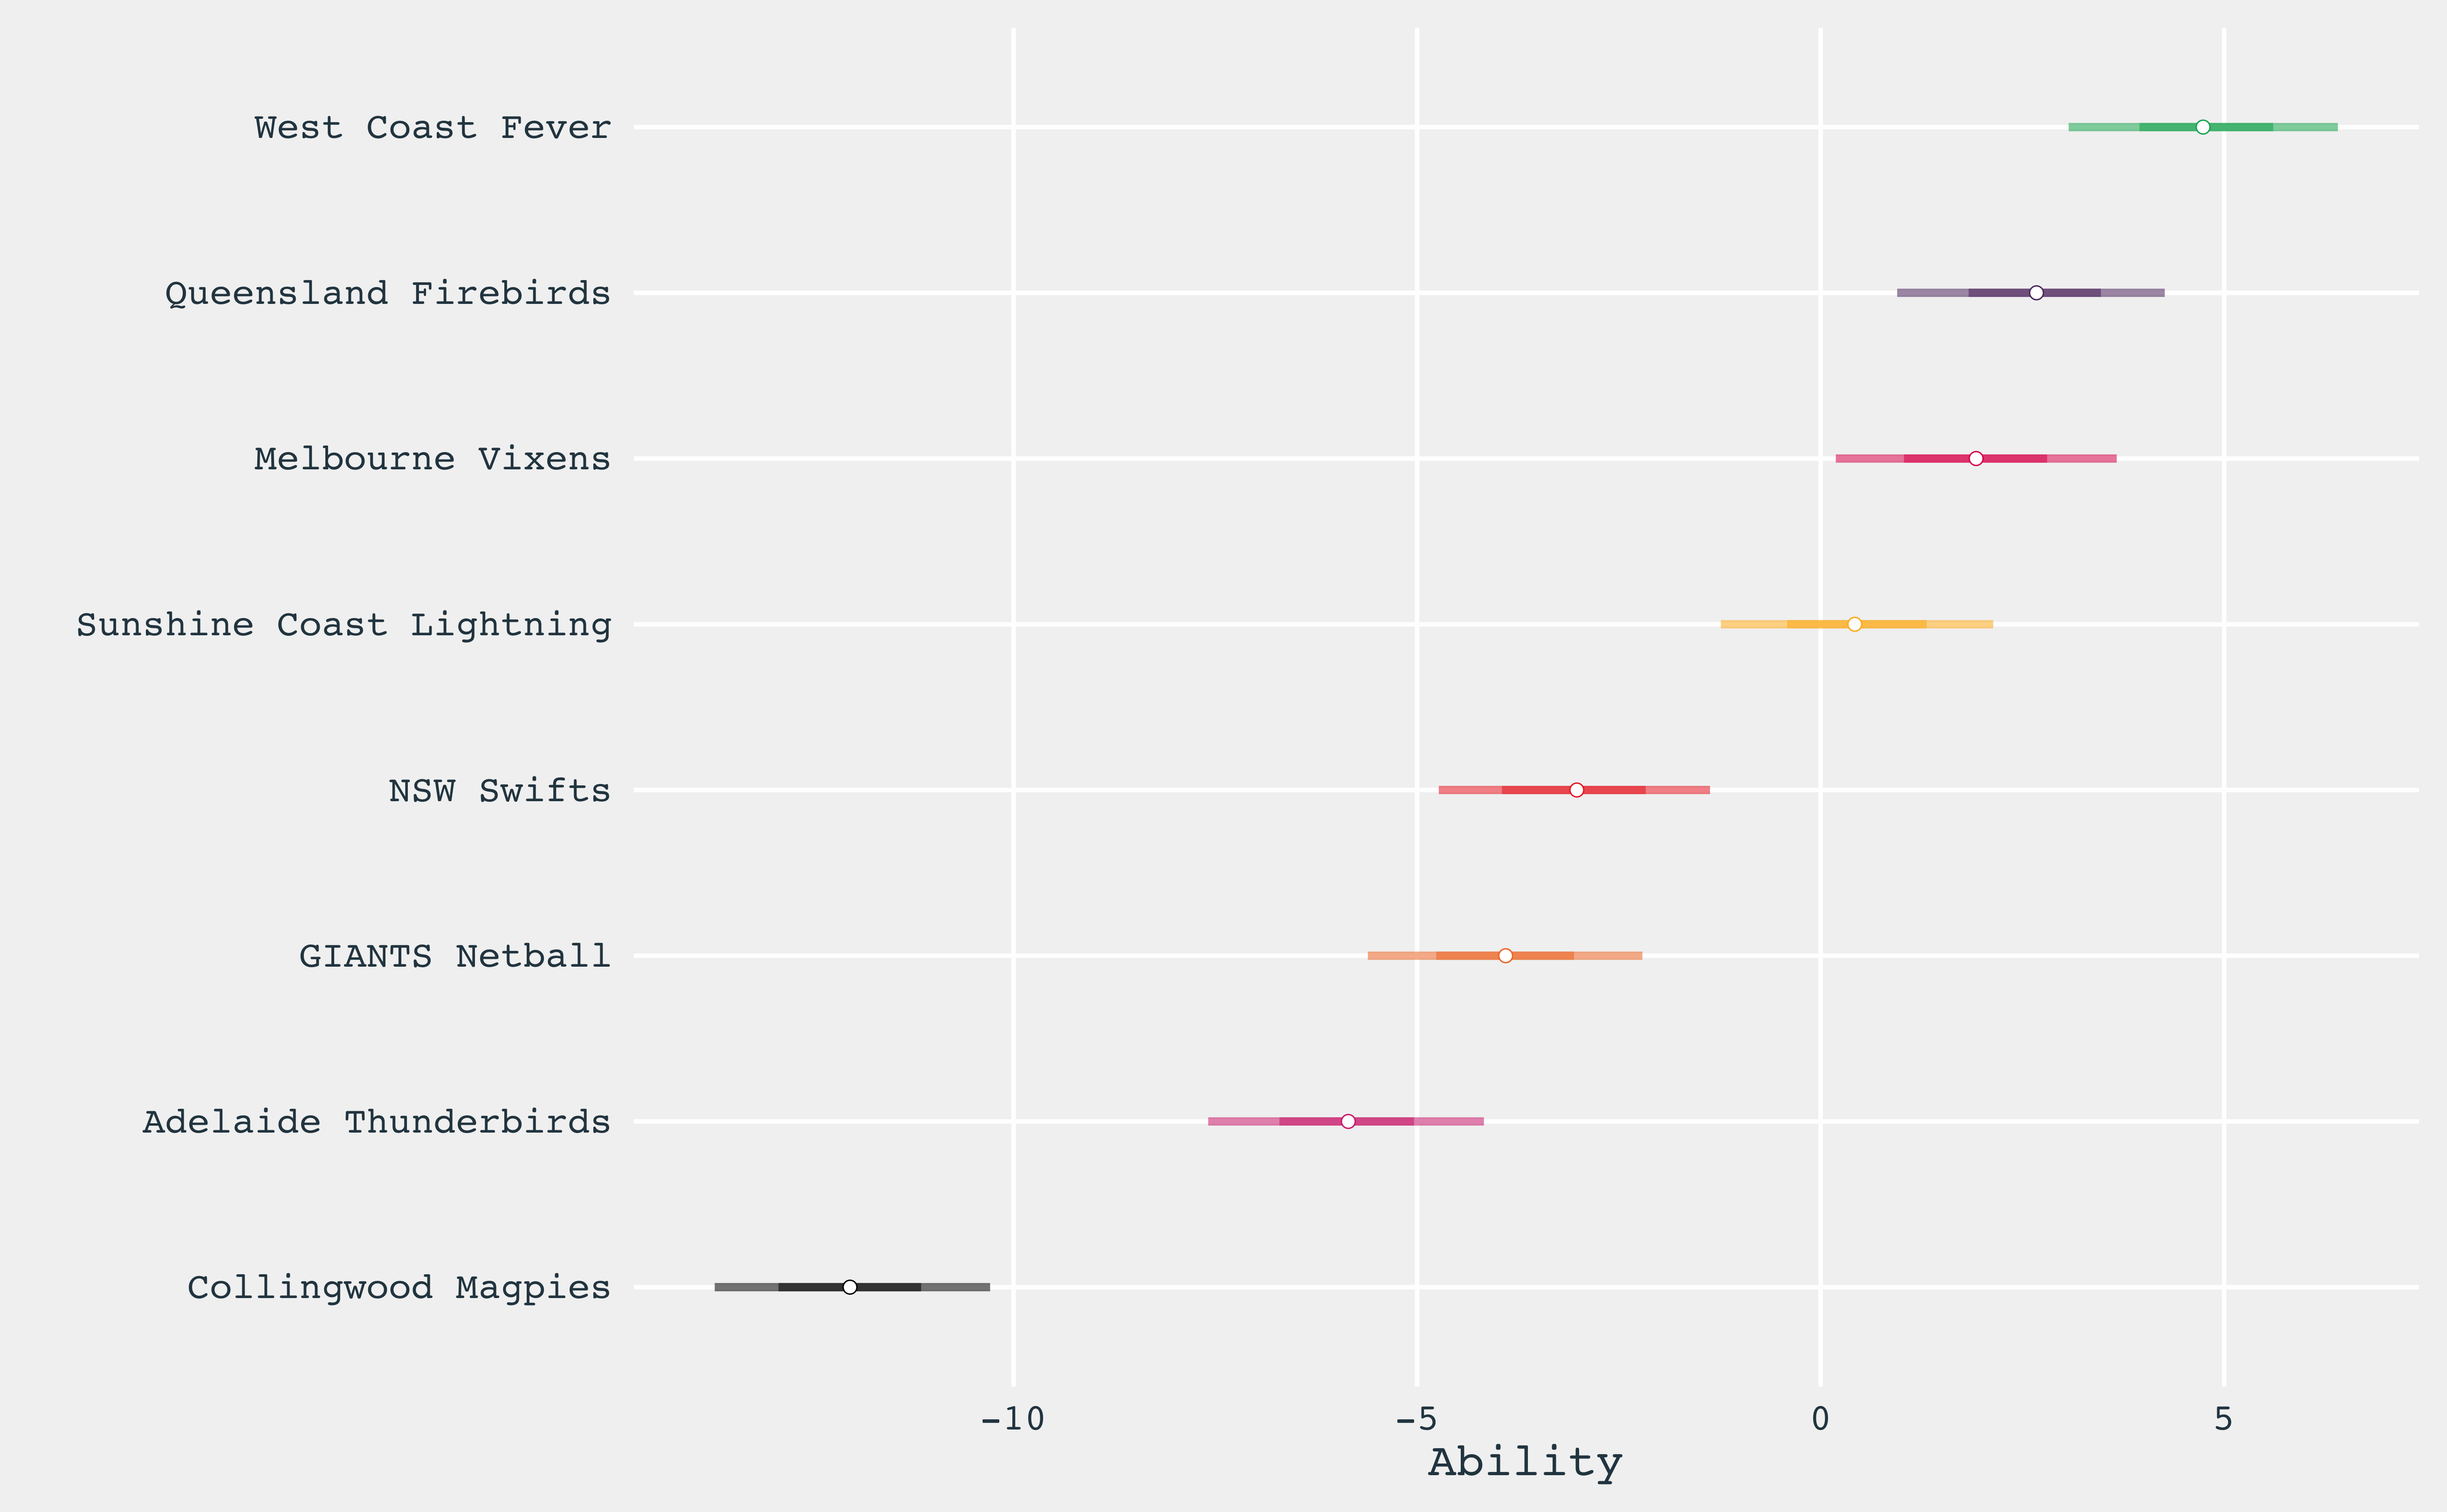 West Coast Fever
Queensland Firebirds
Melbourne Vixens
Sunshine Coast Lightning
NSW Swifts
GIANTS Netball
Adelaide Thunderbirds
Collingwood Magpies
-10 -5 0 5
Ability